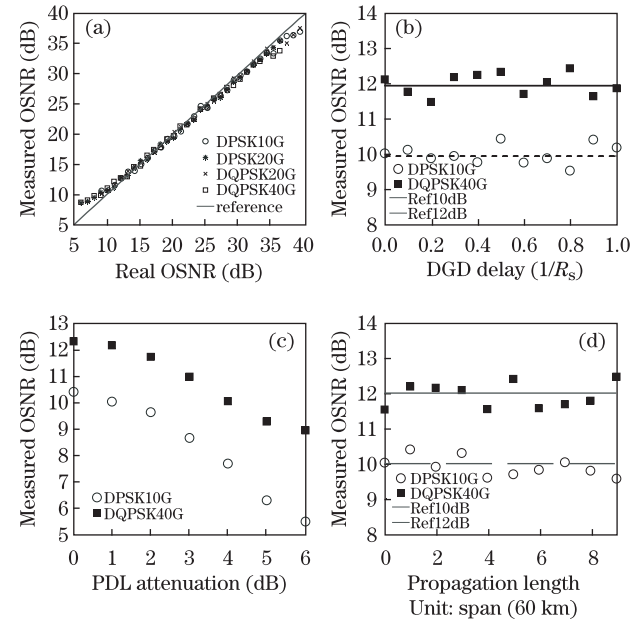 (a)
Measured OSNR (dB)
40
35
30
25
20
15
10
5
DPSK10G
DPSK20G
DQPSK20G
DQPSK40G
reference
5 10 15 20 25 30 35 40
Real OSNR (dB)
(b)
Measured OSNR (dB)
14
13
12
11
10
9
8
DPSK10G
DQPSK40G
Ref10dB
Ref12dB
0.0 0.2 0.4 0.6 0.8 1.0
DGD delay (1/Rs)
(c)
Measured OSNR (dB)
13
12
11
10
9
8
7
6
5
DPSK10G
DQPSK40G
0 1 2 3 4 5 6
PDL attenuation (dB)
(d)
Measured OSNR (dB)
14
13
12
11
10
9
8
DPSK10G
DQPSK40G
Ref10dB
Ref12dB
0 2 4 6 8
Propagation length
Unit: span (60 km)